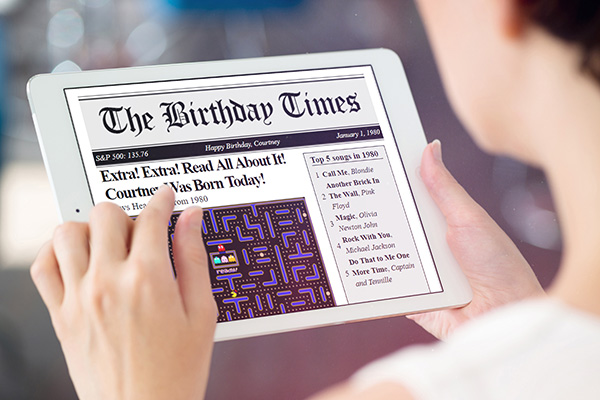 The Birthday Times
S&P 500: 135.76
Happy Birthday, Courtney
January 1, 1980
Extra! Extra! Read All About It!
Courtney Was Born Today!
from 1980
Top 5 songs in 1980
1 Call Me, Blondie
Another Brick In
2 The Wall, Pink
Floyd
3 Magic, Olivia
Newton John
4 Rock With You,
Michael Jackson
Do That to Me One
5 More Time, Captain
and Tennille